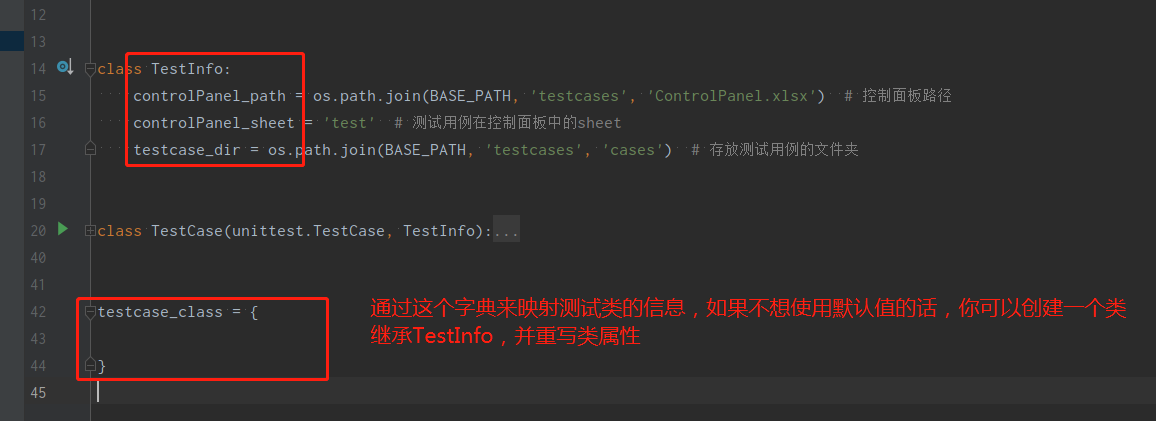 12
13
14 class TestInfo:
15 controlPanel_path = os.path.join(BASE_PATH, 'testcases', 'ControlPanel.xlsx') # 控制面板路径
16 controlPanel_sheet = 'test' # 测试用例在控制面板中的sheet
17 testcase_dir = os.path.join(BASE_PATH, 'testcases', 'cases') # 存放测试用例的文件夹
18
19
20 class TestCase(unittest.TestCase, TestInfo):...
40
41
42 testcase_class = {
通过这个字典来映射测试类的信息，如果不想使用默认值的话，你可以创建一个类
继承TestInfo，并重写类属性
43
44 }
45